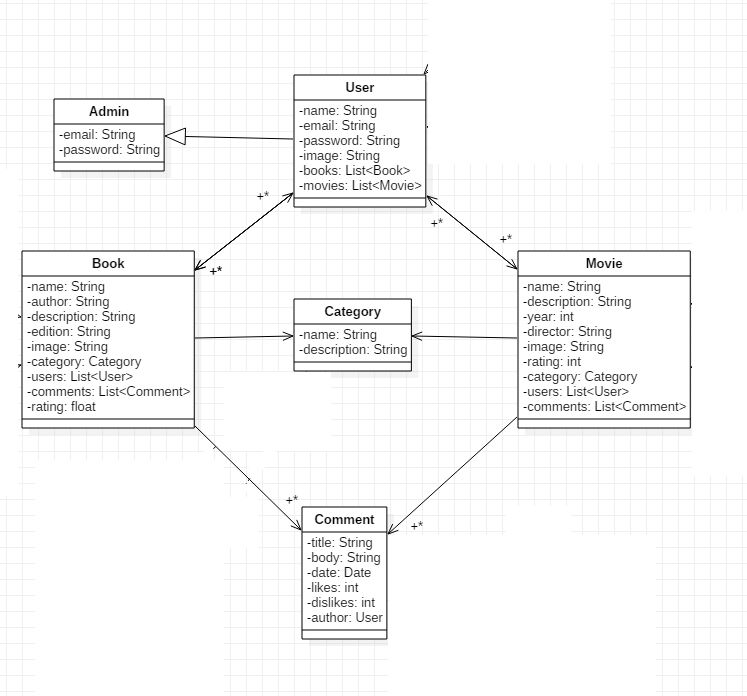 Admin
-email: String
-password: String
User
-name: String
-email: String
-password: String
-image: String
-books: List<Book>
-movies: List<Movie>
+*
+*
+*
+*
Book
-name: String
-author: String
-description: String
-edition: String
-image: String
-category: Category
-users: List<User>
-comments: List<Comment>
-rating: float
Category
-name: String
-description: String
Movie
-name: String
-description: String
-year: int
-director: String
-image: String
-rating: int
-category: Category
-users: List<User>
-comments: List<Comment>
+*
+*
Comment
-title: String
-body: String
-date: Date
-likes: int
-dislikes: int
-author: User